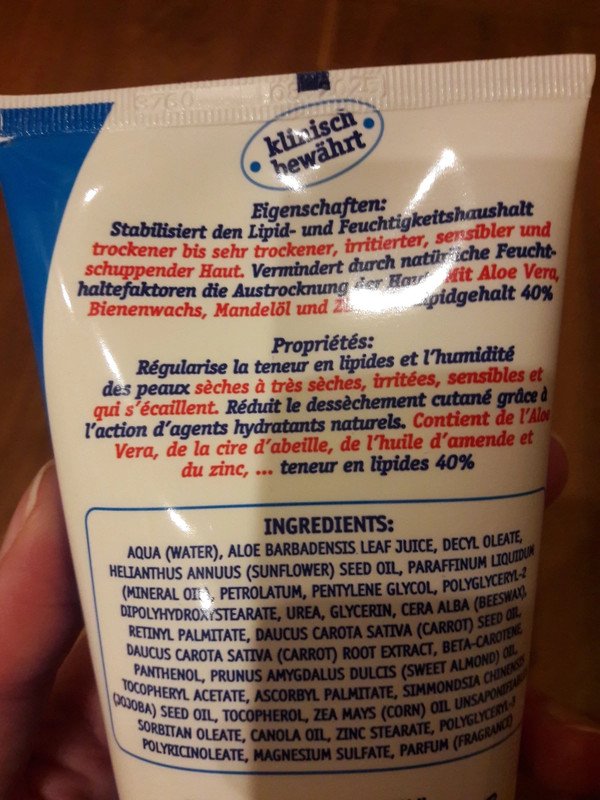 klinisch
bewährt
Eigenschaften:
Stabilisiert den Lipid- und Feuchtigkeitshaushalt
trockener bis sehr trockener, irritierter, sensibler und
schuppender Haut. Vermindert durch natürliche Feucht-
haltefaktoren die Austrocknung der Haut. Mit Aloe Vera,
Bienenwachs, Mandelöl und 40%
Propriétés:
Régularise la teneur en lipides et l'humidité
des peaux sèches à très sèches, irritées, sensibles et
qui s'écaillent. Réduit le dessèchement cutané grâce à
l'action d'agents hydratants naturels. Contient de l'Aloe
Vera, de la cire d'abeille, de l'huile d'amende et
du zinc, ... teneur en lipides 40%
INGREDIENTS:
AQUA (WATER), ALOE BARBADENSIS LEAF JUICE, DECYL OLEATE,
HELIANTHUS ANNUUS (SUNFLOWER) SEED OIL, PARAFFINUM LIQUIDUM
(MINERAL OIL), PETROLATUM, PENTYLENE GLYCOL, POLYGLYCERYL-2
DIPOLYHYDROXYSTEARATE, UREA, GLYCERIN, CERA ALBA (BEESWAX),
RETINYL PALMITATE, DAUCUS CAROTA SATIVA (CARROT) SEED OIL,
DAUCUS CAROTA SATIVA (CARROT) ROOT EXTRACT, BETA-CAROTENE,
PANTHENOL, PRUNUS AMYGDALUS DULCIS (SWEET ALMOND) OIL,
TOCOPHERYL ACETATE, ASCORBYL PALMITATE, SIMMONDSIA CHINENSIS
(JOJOBA) SEED OIL, TOCOPHEROL, ZEA MAYS (CORN) OIL UNSAPONIFIABLES,
SORBITAN OLEATE, CANOLA OIL, ZINC STEARATE, POLYGLYCERYL-3
POLYRICINOLEATE, MAGNESIUM SULFATE, PARFUM (FRAGRANCE)